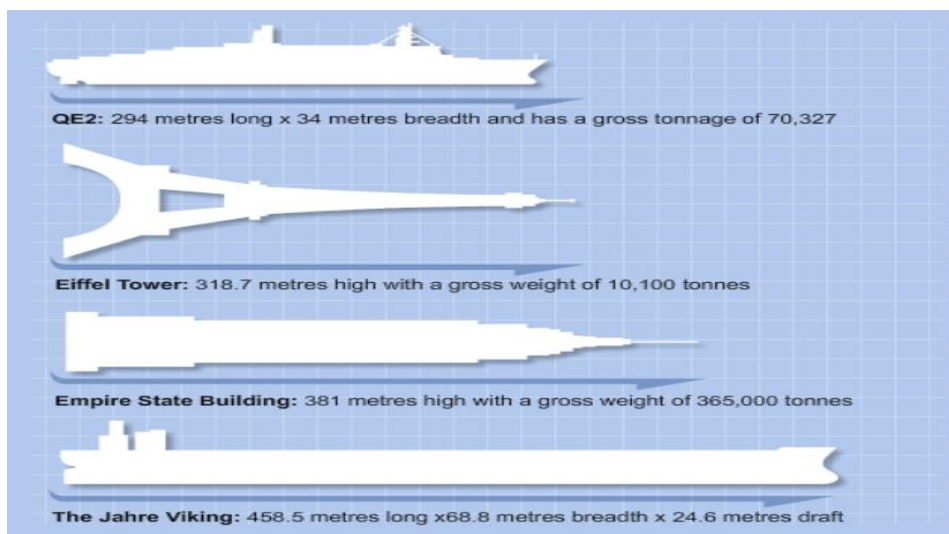 QE2: 294 metres long x 34 metres breadth and has a gross tonnage of 70,327
Eiffel Tower: 318.7 metres high with a gross weight of 10,100 tonnes
Empire State Building: 381 metres high with a gross weight of 365,000 tonnes
The Jahre Viking: 458.5 metres long x68.8 metres breadth x 24.6 metres draft